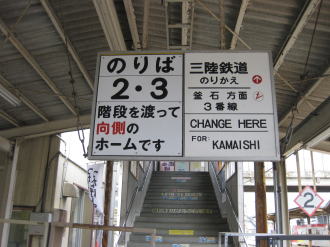 のりば
2・3
階段を渡って
向側の
ホームです
三陸鉄道
のりかえ
釜石方面
3番線
CHANGE HERE
FOR: KAMAISHI
2